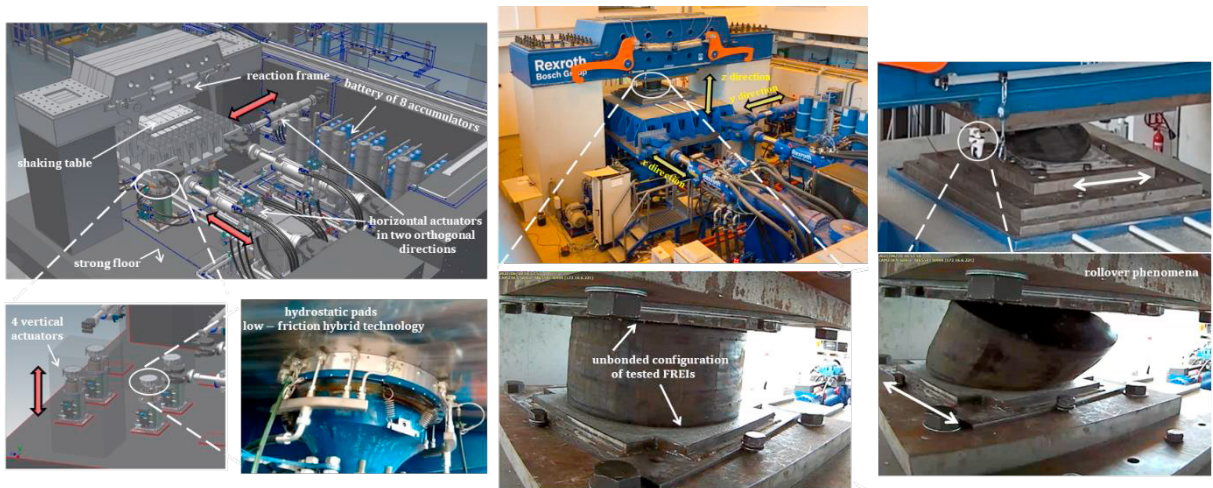 reaction frame
battery of 8 accumulators
shaking table
horizontal actuators
in two orthogonal
directions
strong floor
4 vertical
actuators
hydrostatic pads
low – friction hybrid technology
Rexroth
Bosch Group
z direction
y direction
x direction
Rexroth
unbonded configuration
of tested FREIs
rollover phenomena